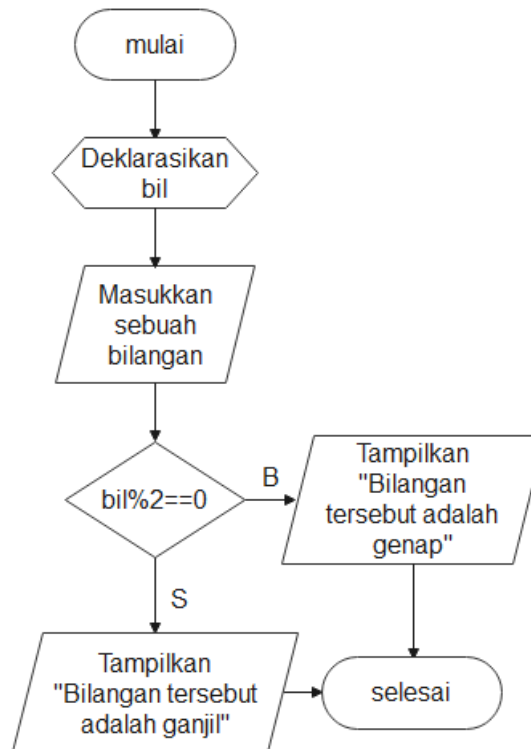 mulai
Deklarasikan
bil
Masukkan
sebuah
bilangan
bil%2==0
B
Tampilkan
"Bilangan
tersebut adalah
genap"
S
Tampilkan
"Bilangan tersebut
adalah ganjil"
selesai